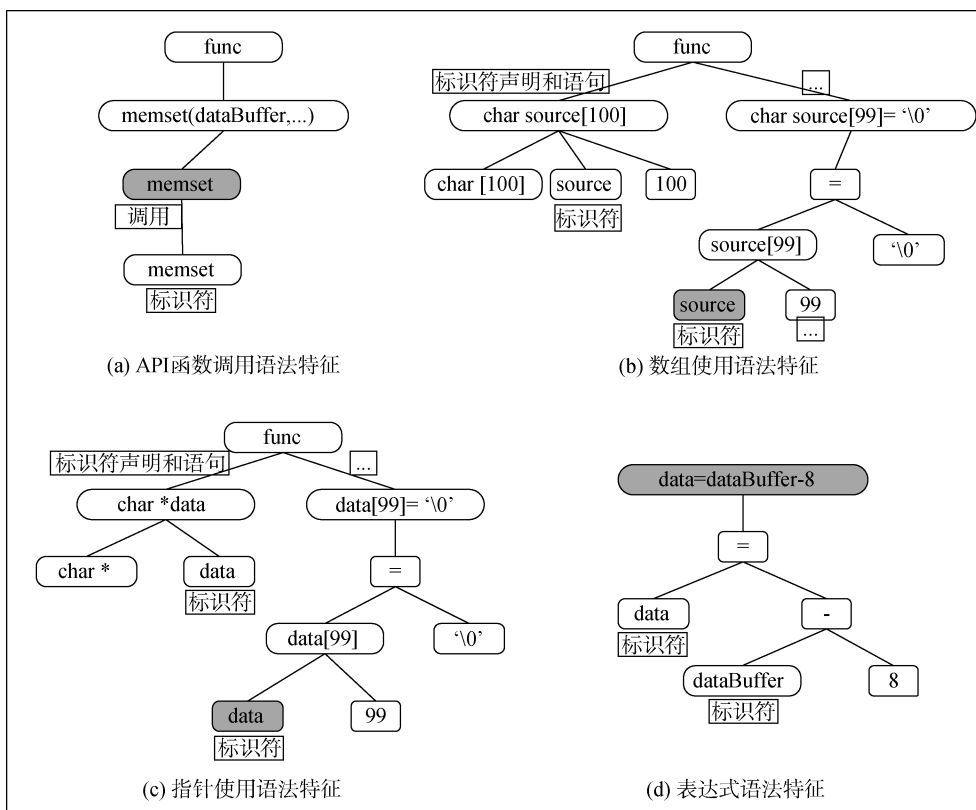 func
memset(dataBuffer,...)
memset
调用
memset
标识符
(a) API函数调用语法特征
func
标识符声明和语句
...
char source[100]
char source[99]= ‘\0’
char [100]
source
100
=
标识符
source[99]
‘\0’
source
99
标识符
...
(b) 数组使用语法特征
func
标识符声明和语句
...
char *data
data[99]= ‘\0’
char *
data
=
标识符
data[99]
‘\0’
data
99
标识符
(c) 指针使用语法特征
data=dataBuffer-8
=
data
-
标识符
dataBuffer
8
标识符
(d) 表达式语法特征